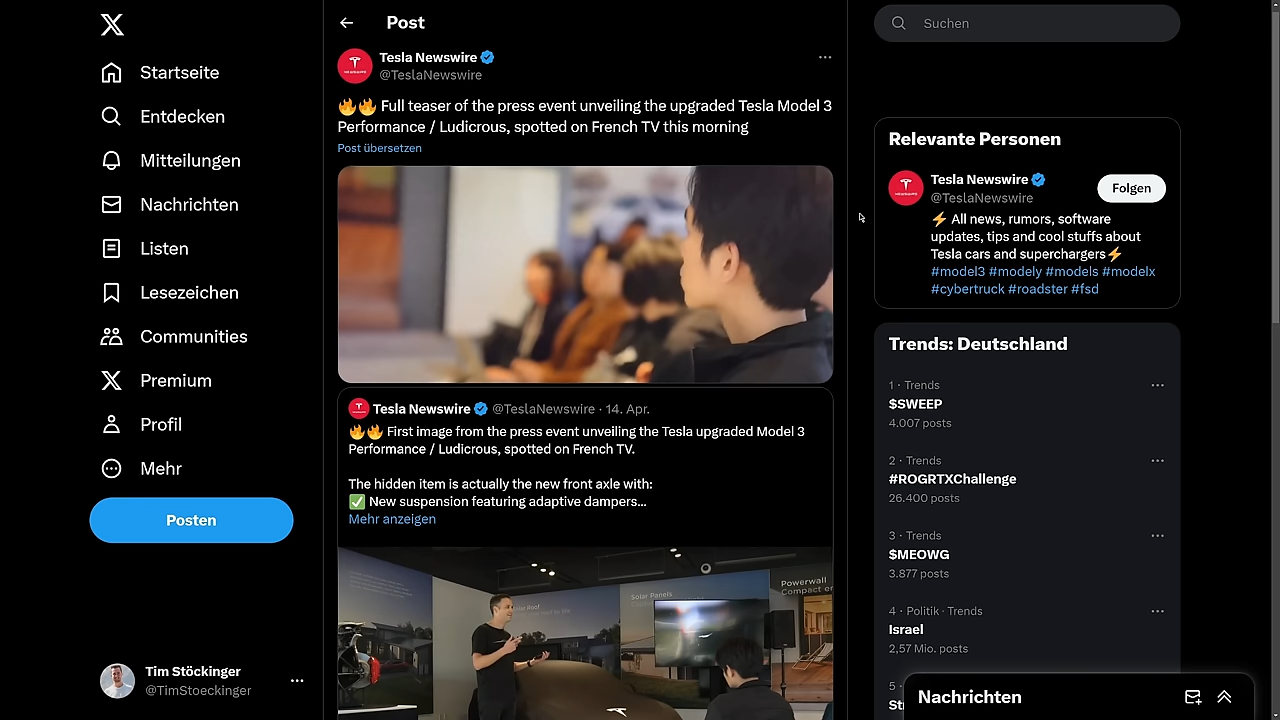 Startseite
Entdecken
Mitteilungen
Nachrichten
Listen
Lesezeichen
Communities
Premium
Profil
Mehr
Posten
Tim Stöckinger
@TimStoeckinger
Post
Tesla Newswire
@TeslaNewswire
🔥🔥 Full teaser of the press event unveiling the upgraded Tesla Model 3
Performance / Ludicrous, spotted on French TV this morning
Post übersetzen
Tesla Newswire @TeslaNewswire · 14. Apr.
🔥🔥 First image from the press event unveiling the Tesla upgraded Model 3
Performance / Ludicrous, spotted on French TV.
The hidden item is actually the new front axle with:
✅ New suspension featuring adaptive dampers...
Mehr anzeigen
Solar Roof
Solar Panels
Powerwall
Compact
Suchen
Relevante Personen
Tesla Newswire
@TeslaNewswire
Folgen
⚡ All news, rumors, software
updates, tips and cool stuffs about
Tesla cars and superchargers⚡
#model3 #modely #models #modelx
#cybertruck #roadster #fsd
Trends: Deutschland
1 · Trends
$SWEEP
4.007 posts
2 · Trends
#ROGRTXChallenge
26.400 posts
3 · Trends
$MEOWG
3.877 posts
4 · Politik · Trends
Israel
2,57 Mio. posts
5 ·
Nachrichten